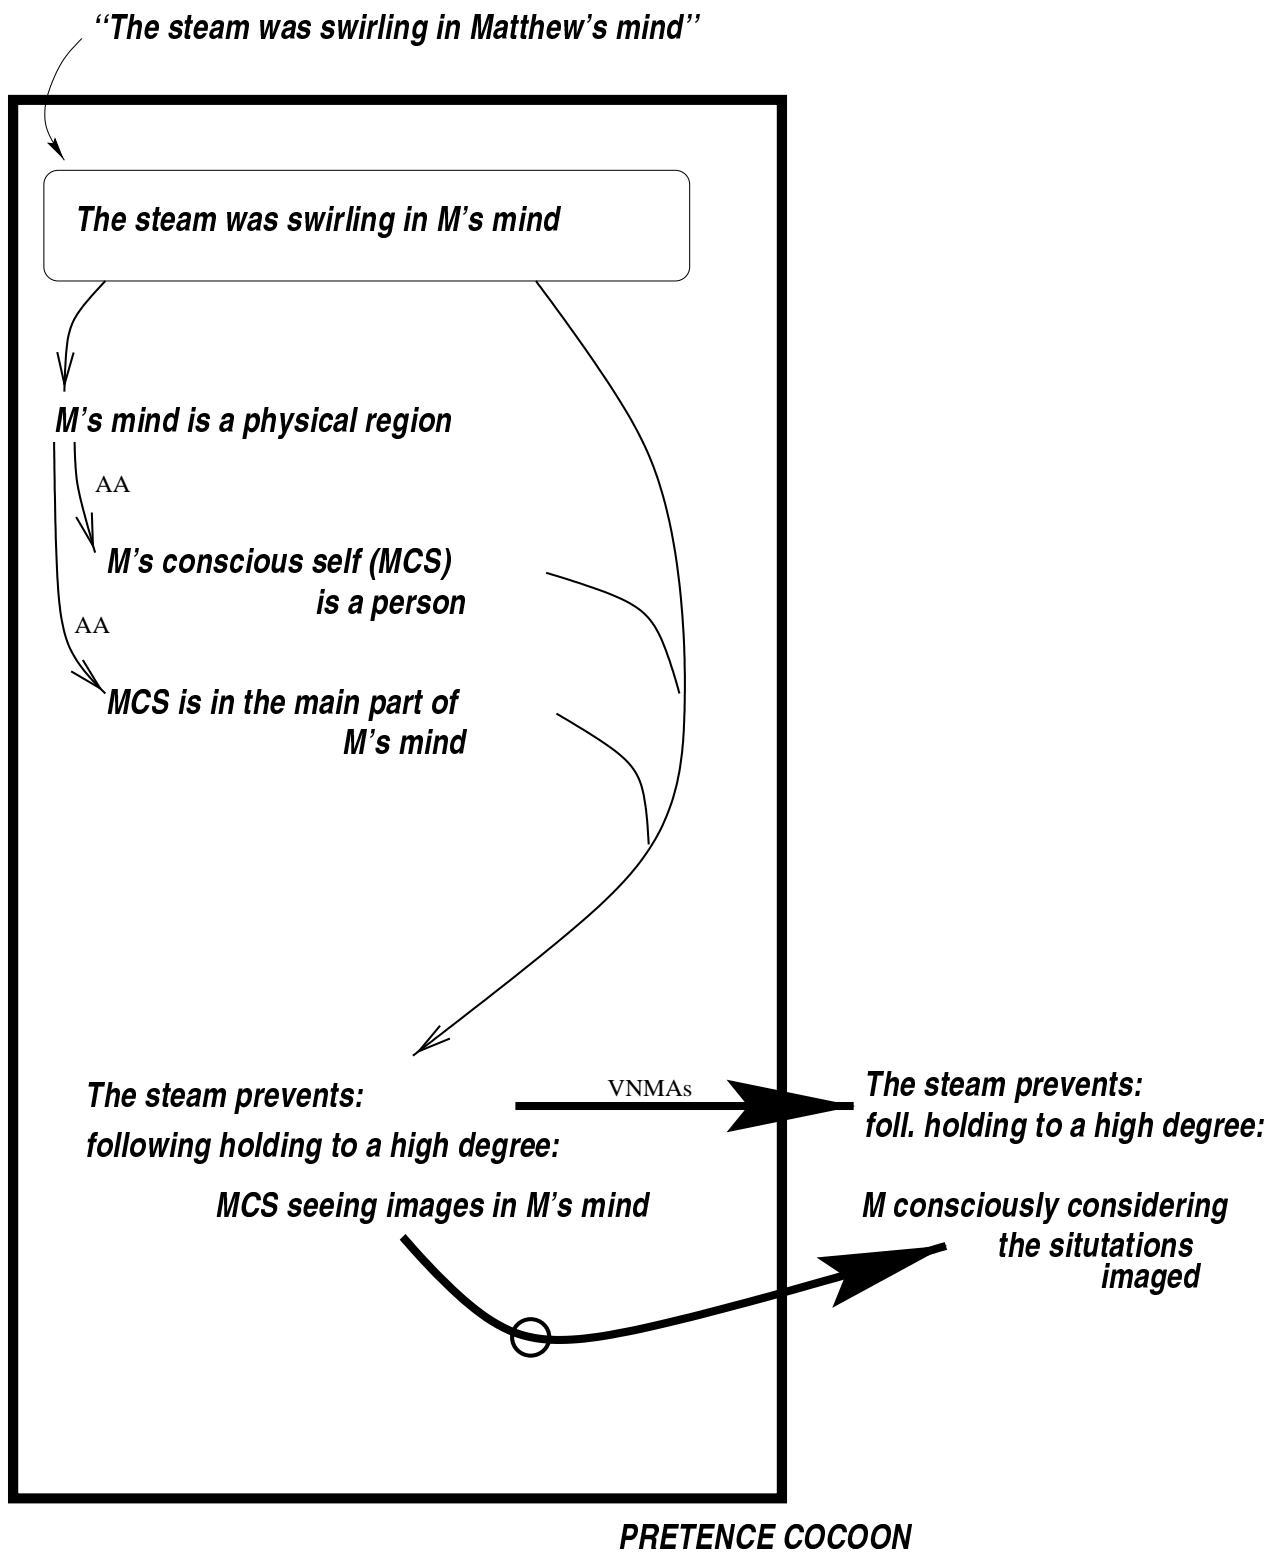 ‘‘The steam was swirling in Matthew’s mind’’
The steam was swirling in M’s mind
M’s mind is a physical region
AA
M’s conscious self (MCS)
is a person
AA
MCS is in the main part of
M’s mind
The steam prevents:
following holding to a high degree:
MCS seeing images in M’s mind
VNMAs
The steam prevents:
foll. holding to a high degree:
M consciously considering
the situtations
imaged
PRETENCE COCOON